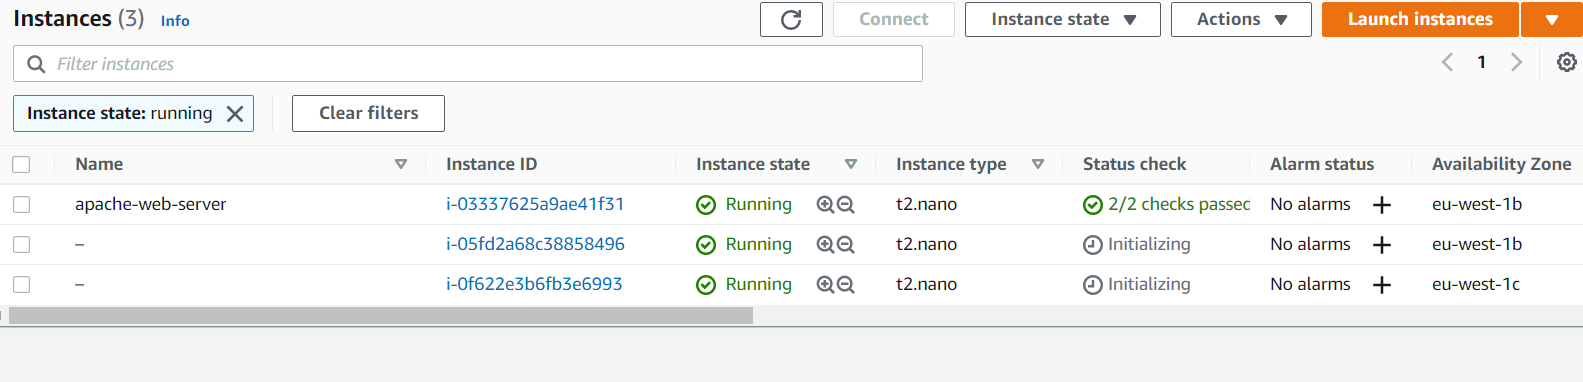 Instances (3) Info Connect Instance state Actions Launch instances
Filter instances 1
Instance state: running Clear filters
Name Instance ID Instance state Instance type Status check Alarm status Availability Zone
apache-web-server i-03337625a9ae41f31 Running t2.nano 2/2 checks passed No alarms + eu-west-1b
– i-05fd2a68c38858496 Running t2.nano Initializing No alarms + eu-west-1b
– i-0f622e3b6fb3e6993 Running t2.nano Initializing No alarms + eu-west-1c